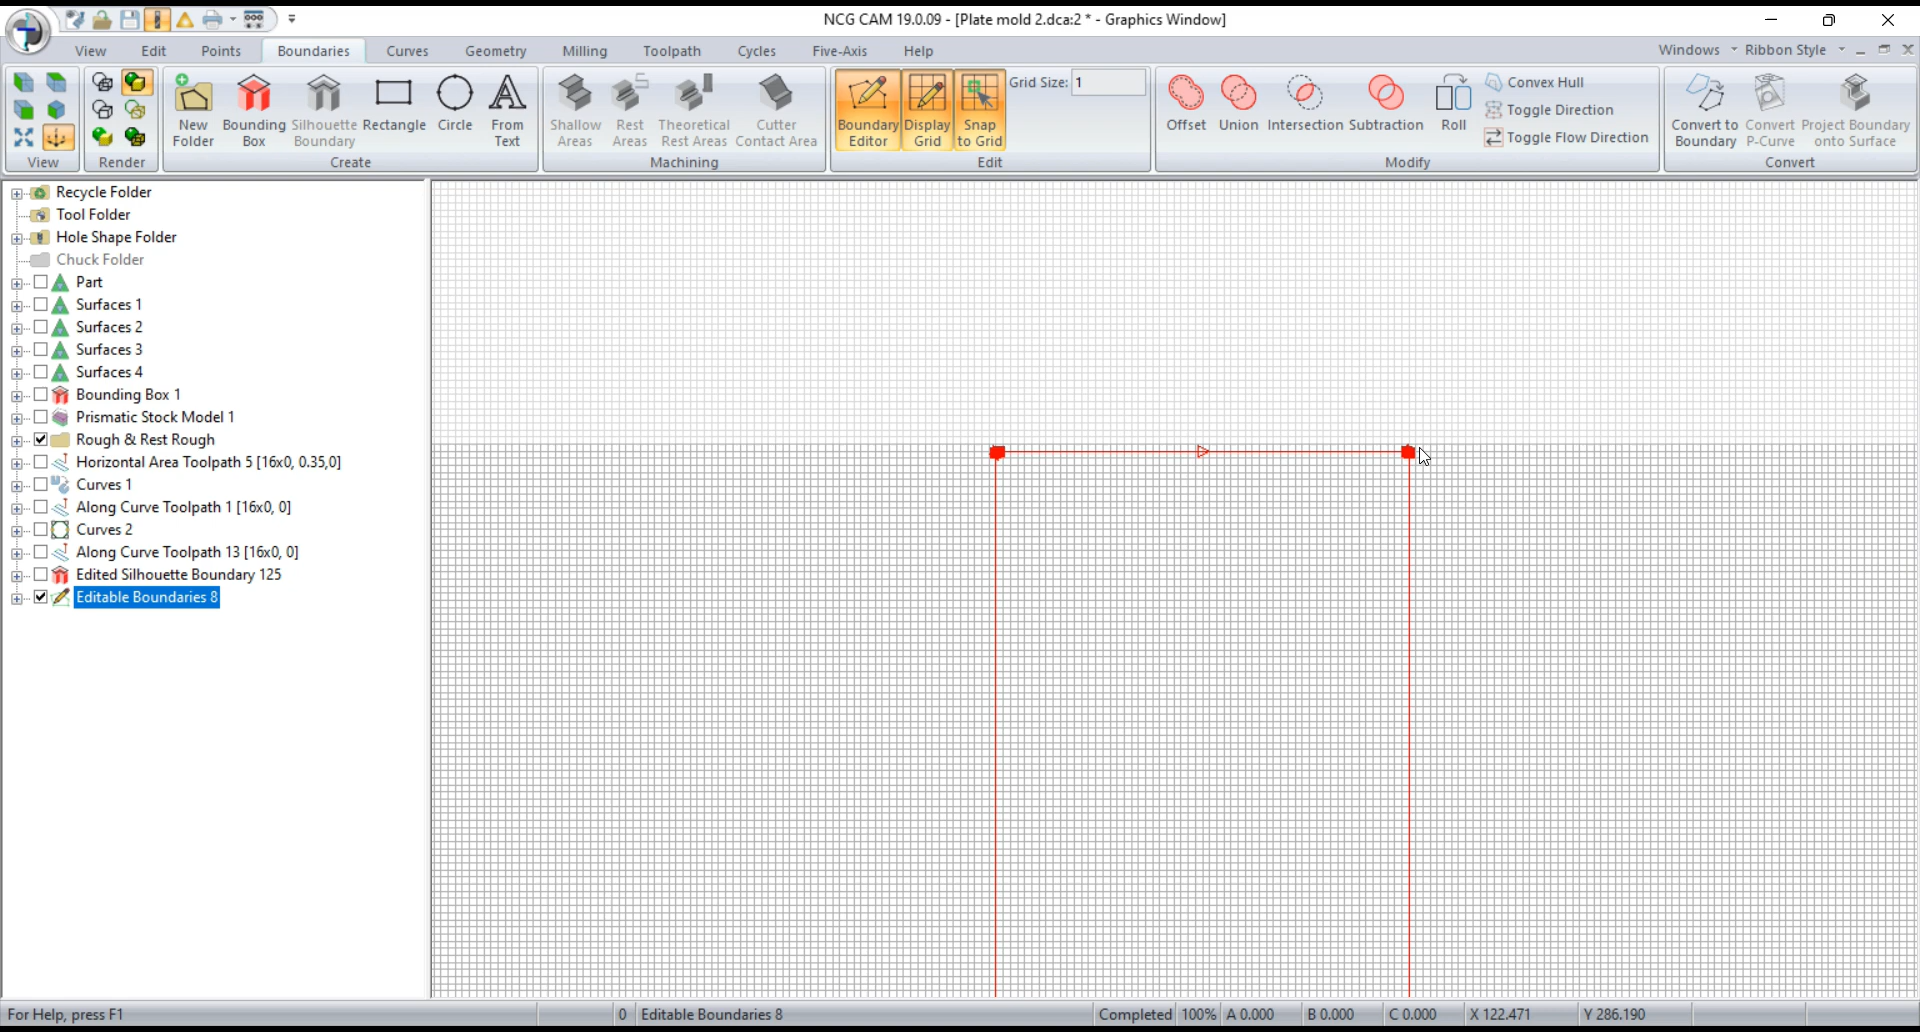 NCG CAM 19.0.09 - [Plate mold 2.dca:2 * - Graphics Window]
View Edit Points Boundaries Curves Geometry Milling Toolpath Cycles Five-Axis Help Windows Ribbon Style
View
Render
New Folder
Bounding Box
Silhouette Boundary
Rectangle
Circle
From Text
Create
Shallow Areas
Rest Areas
Theoretical Rest Areas
Cutter Contact Area
Machining
Boundary Editor
Display Grid
Snap to Grid
Grid Size: 1
Edit
Offset
Union
Intersection
Subtraction
Roll
Convex Hull
Toggle Direction
Toggle Flow Direction
Modify
Convert to Boundary
Convert P-Curve
Project Boundary onto Surface
Convert
Recycle Folder
Tool Folder
Hole Shape Folder
Chuck Folder
Part
Surfaces 1
Surfaces 2
Surfaces 3
Surfaces 4
Bounding Box 1
Prismatic Stock Model 1
Rough & Rest Rough
Horizontal Area Toolpath 5 [16x0, 0.35,0]
Curves 1
Along Curve Toolpath 1 [16x0, 0]
Curves 2
Along Curve Toolpath 13 [16x0, 0]
Edited Silhouette Boundary 125
Editable Boundaries 8
For Help, press F1 0 Editable Boundaries 8 Completed 100% A 0.000 B 0.000 C 0.000 X 122.471 Y 286.190